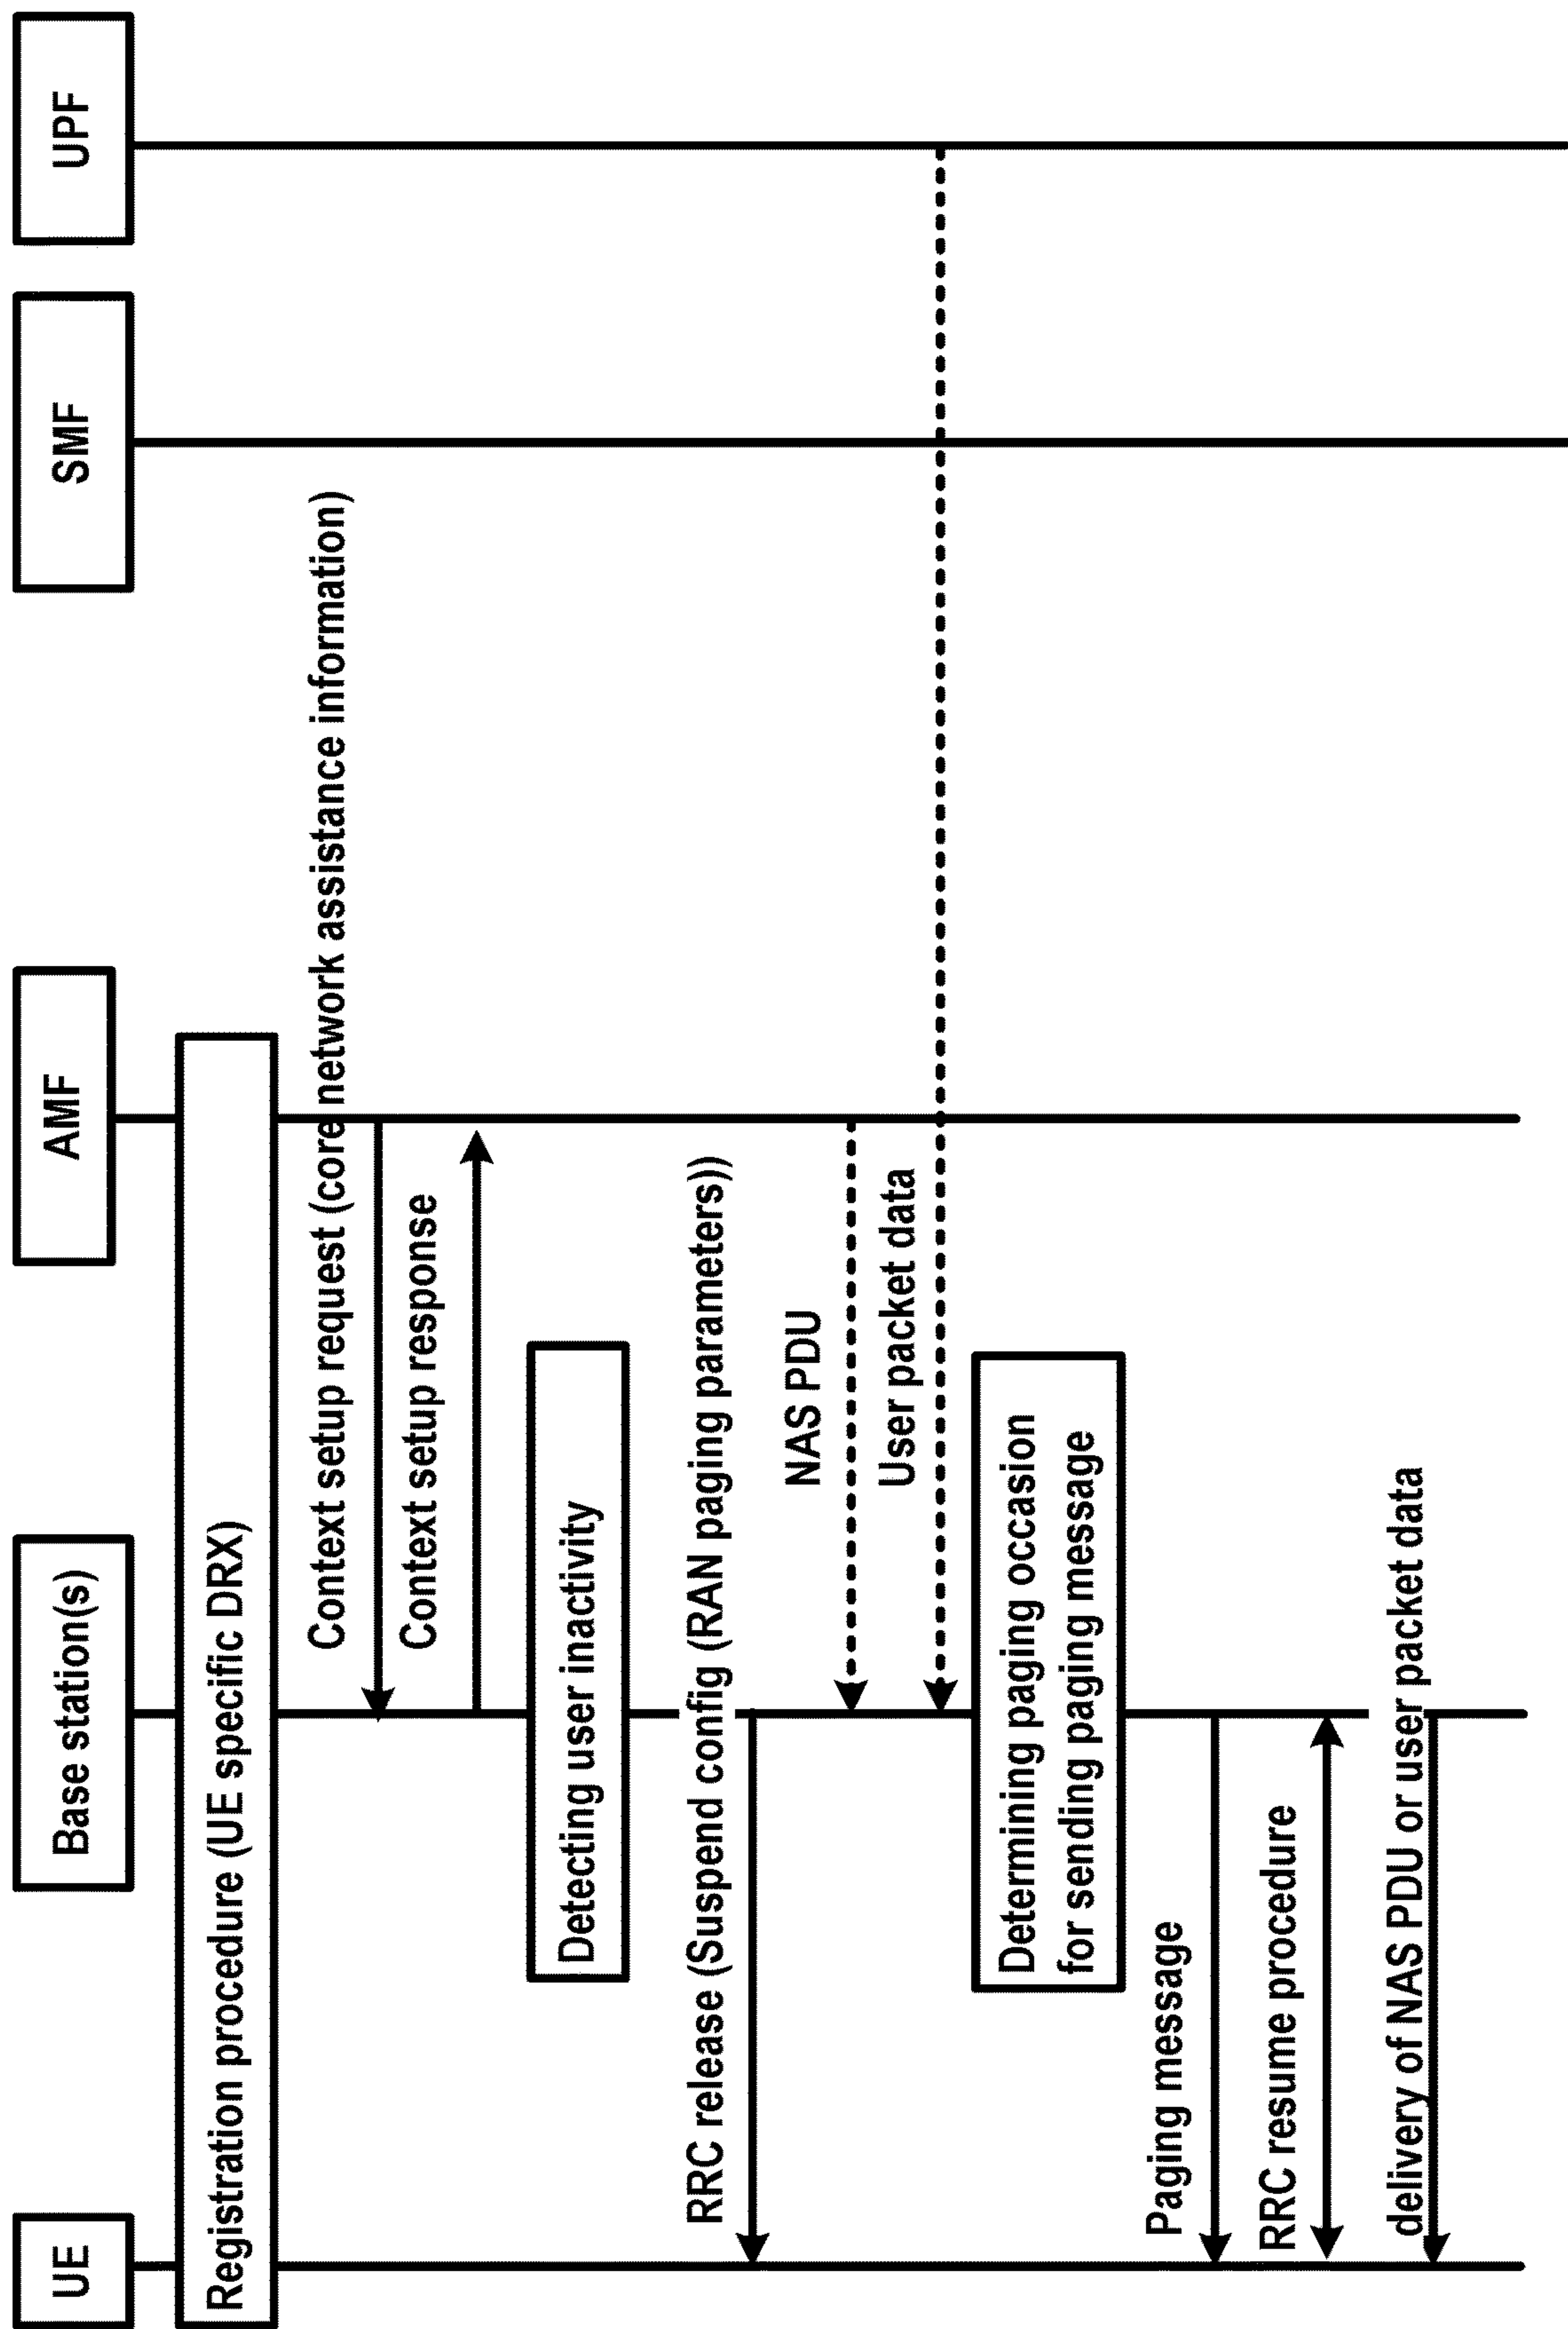 UE
Base station(s)
AMF
SMF
UPF
Registration procedure (UE specific DRX)
Context setup request (core network assistance information)
Context setup response
Detecting user inactivity
RRC release (Suspend config (RAN paging parameters))
NAS PDU
User packet data
Determining paging occasion
for sending paging message
Paging message
RRC resume procedure
delivery of NAS PDU or user packet data